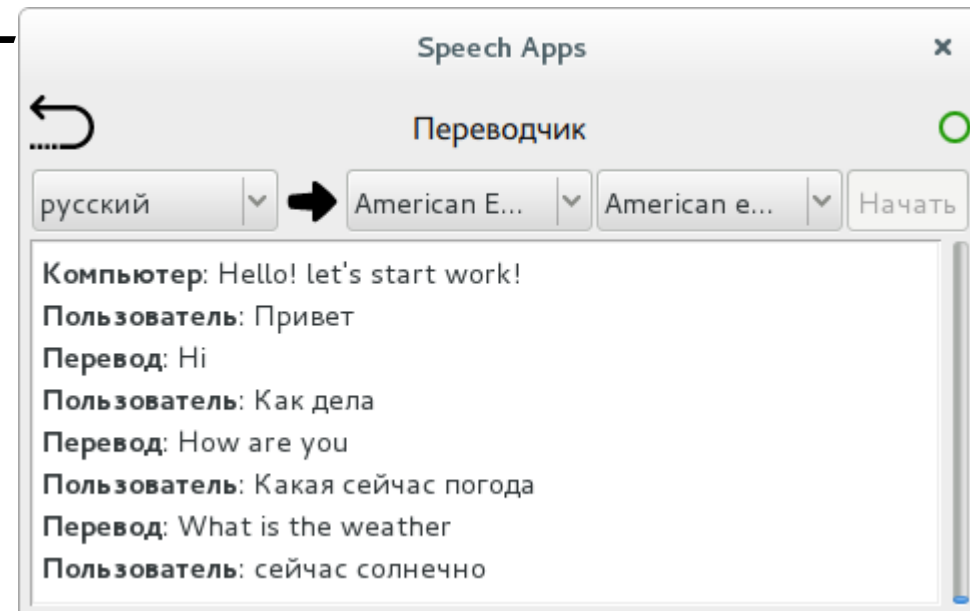 Speech Apps
Переводчик
русский American E... American e... Начать
Компьютер: Hello! let's start work!
Пользователь: Привет
Перевод: Hi
Пользователь: Как дела
Перевод: How are you
Пользователь: Какая сейчас погода
Перевод: What is the weather
Пользователь: сейчас солнечно